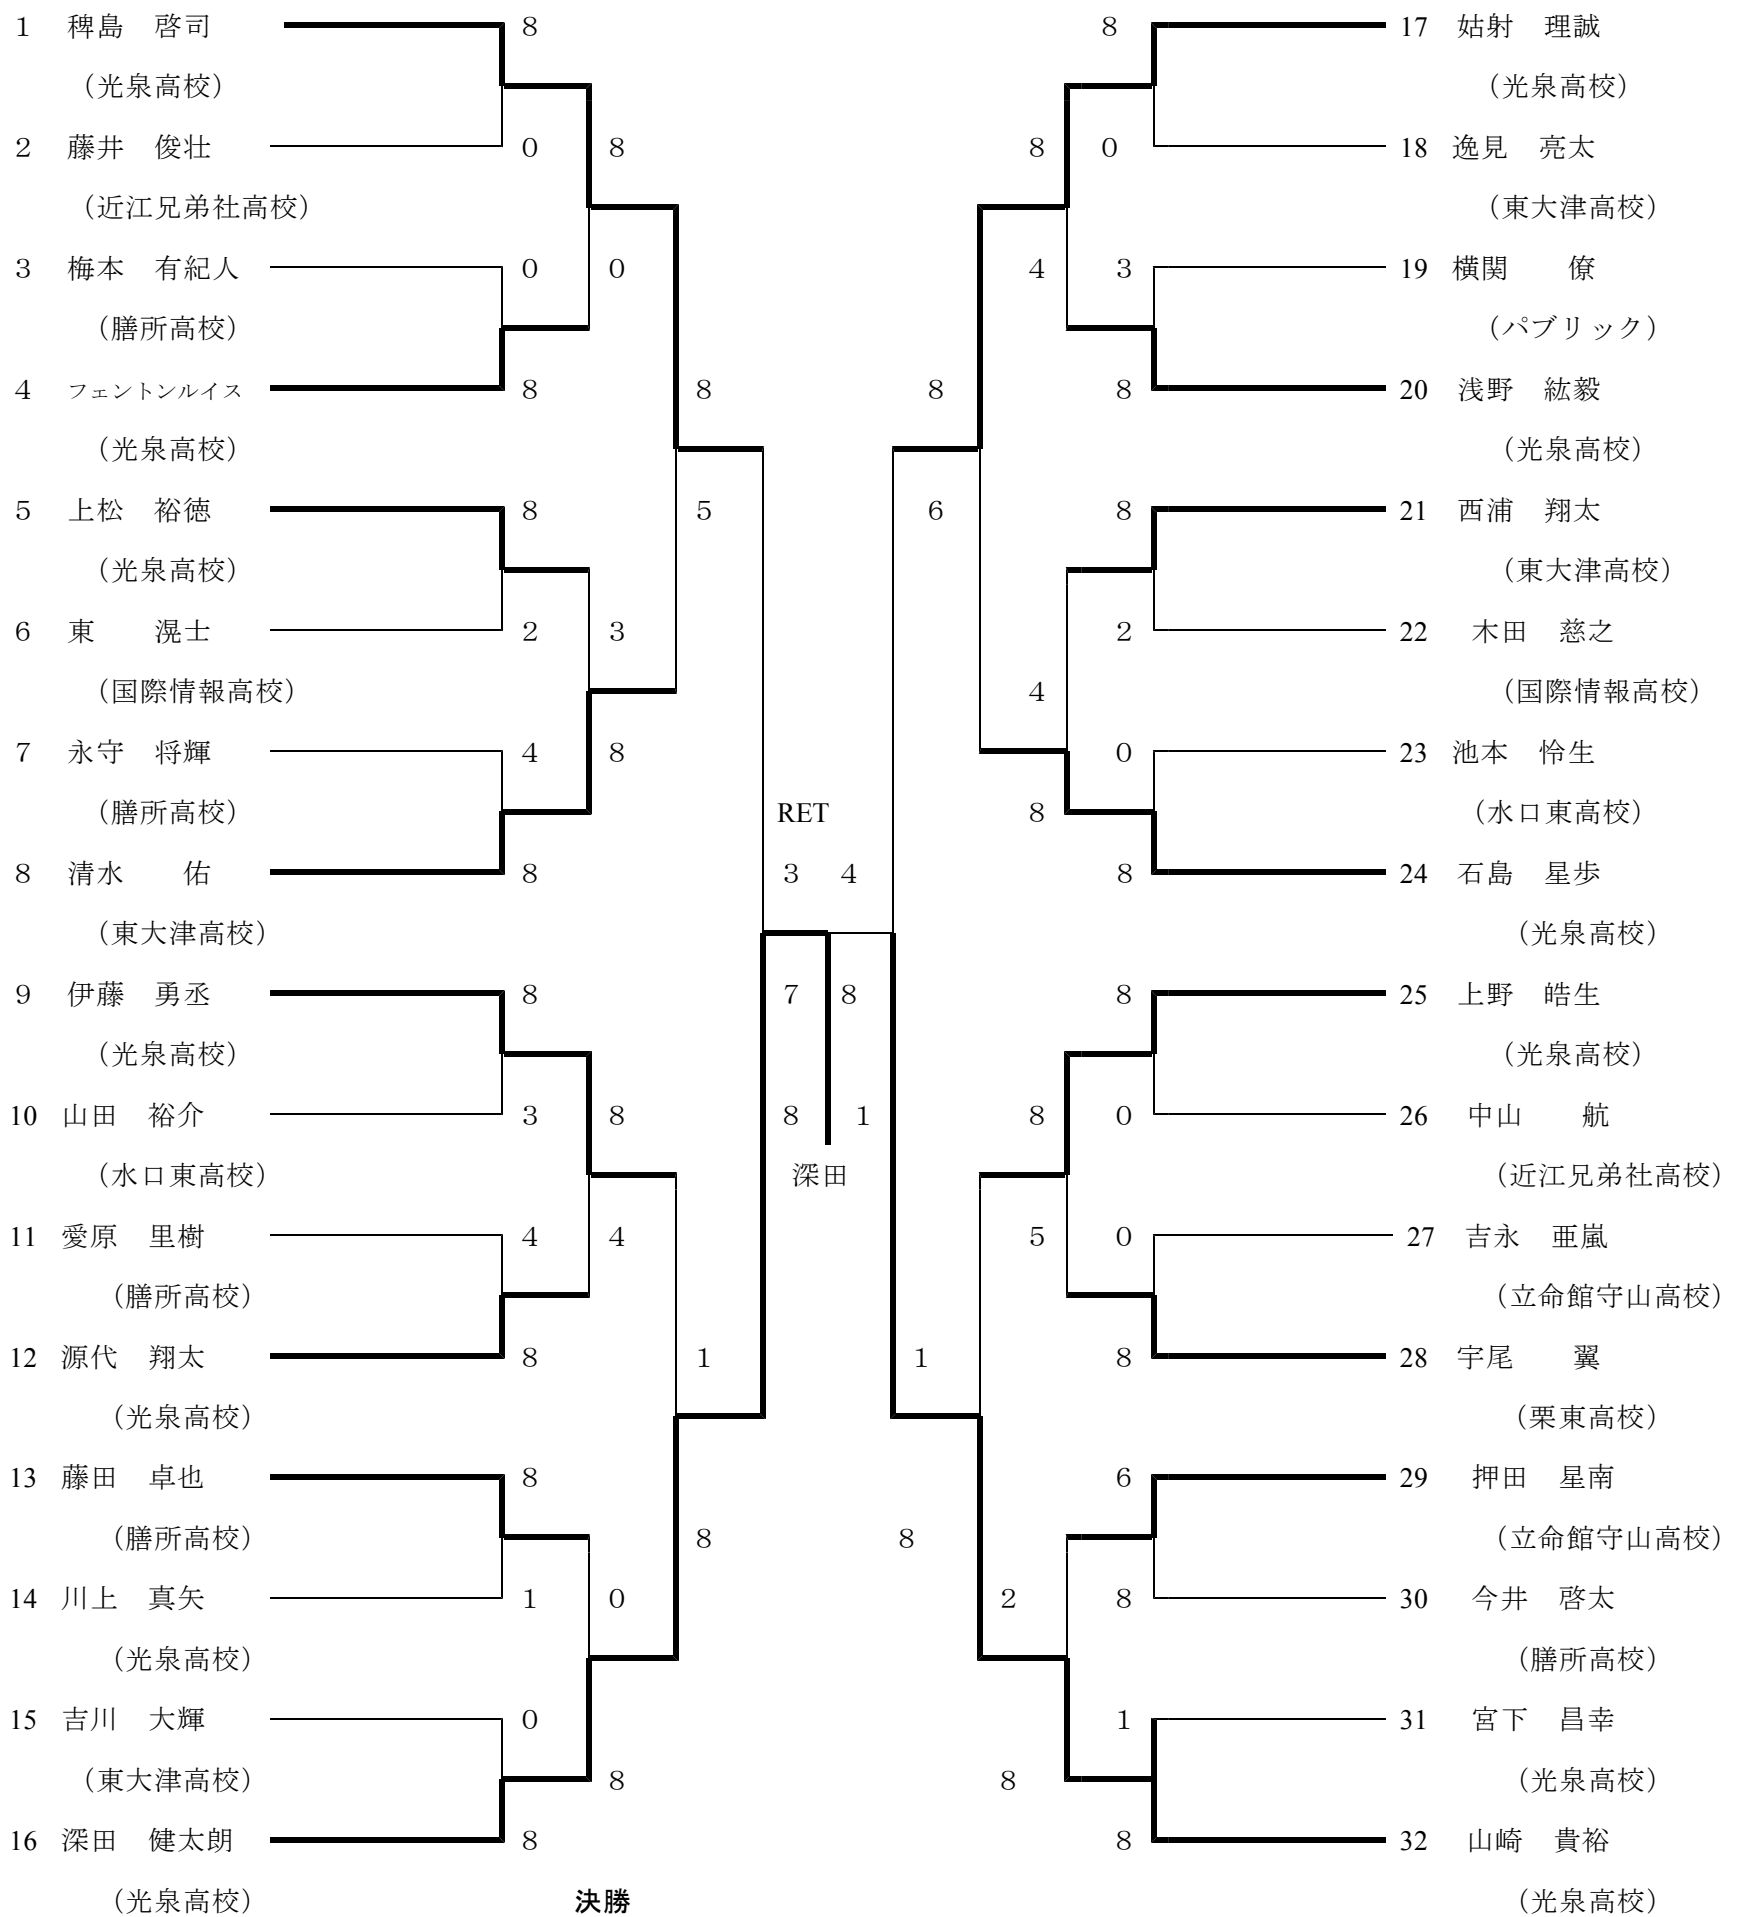 1 稗島 啓司 8 8 17 姑射 理誠
（光泉高校） （光泉高校）
2 藤井 俊壮 0 8 8 0 18 逸見 亮太
（近江兄弟社高校） （東大津高校）
3 梅本 有紀人 0 0 4 3 19 横関 僚
（膳所高校） （パブリック）
4 フェントンルイス 8 8 8 8 20 浅野 紘毅
（光泉高校） （光泉高校）
5 上松 裕徳 8 5 6 8 21 西浦 翔太
（光泉高校） （東大津高校）
6 東 滉士 2 3 2 22 木田 慈之
（国際情報高校） 4 （国際情報高校）
7 永守 将輝 4 8 0 23 池本 怜生
（膳所高校） RET 8 （水口東高校）
8 清水 佑 8 3 4 8 24 石島 星歩
（東大津高校） （光泉高校）
9 伊藤 勇丞 8 7 8 8 25 上野 皓生
（光泉高校） （光泉高校）
10 山田 裕介 3 8 8 1 8 0 26 中山 航
（水口東高校） 深田 （近江兄弟社高校）
11 愛原 里樹 4 4 5 0 27 吉永 亜嵐
（膳所高校） （立命館守山高校）
12 源代 翔太 8 1 1 8 28 宇尾 翼
（光泉高校） （栗東高校）
13 藤田 卓也 8 6 29 押田 星南
（膳所高校） 8 8 （立命館守山高校）
14 川上 真矢 1 0 2 8 30 今井 啓太
（光泉高校） （膳所高校）
15 吉川 大輝 0 1 31 宮下 昌幸
（東大津高校） 8 8 （光泉高校）
16 深田 健太朗 8 8 32 山崎 貴裕
（光泉高校） 決勝 （光泉高校）